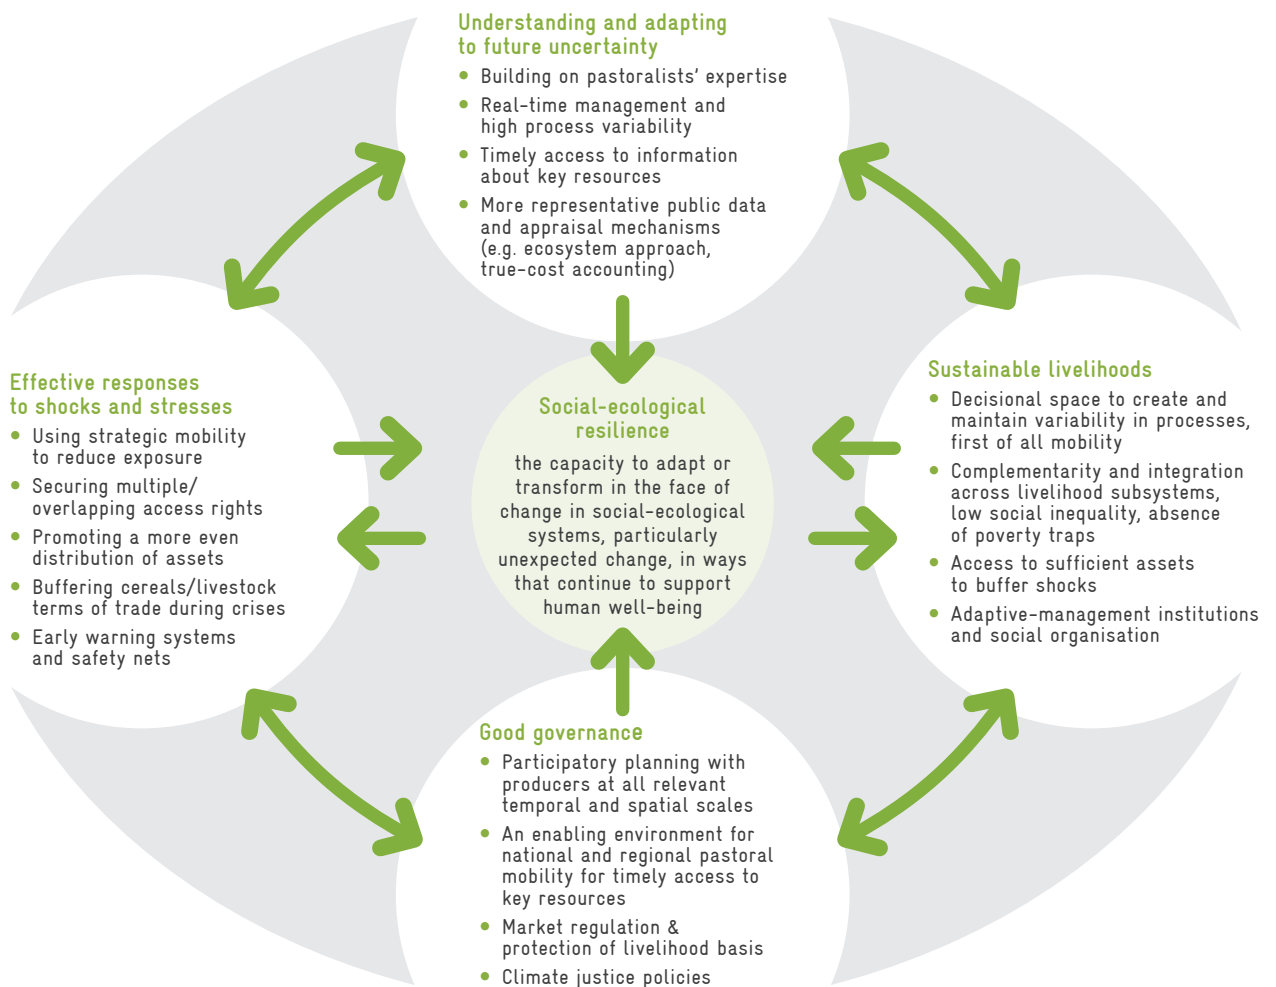 Understanding and adapting
to future uncertainty
• Building on pastoralists' expertise
• Real-time management and
high process variability
• Timely access to information
about key resources
• More representative public data
and appraisal mechanisms
(e.g. ecosystem approach,
true-cost accounting)
Effective responses
to shocks and stresses
• Using strategic mobility
to reduce exposure
• Securing multiple/
overlapping access rights
• Promoting a more even
distribution of assets
• Buffering cereals/livestock
terms of trade during crises
• Early warning systems
and safety nets
Social-ecological
resilience
the capacity to adapt or
transform in the face of
change in social-ecological
systems, particularly
unexpected change, in ways
that continue to support
human well-being
Sustainable livelihoods
• Decisional space to create and
maintain variability in processes,
first of all mobility
• Complementarity and integration
across livelihood subsystems,
low social inequality, absence
of poverty traps
• Access to sufficient assets
to buffer shocks
• Adaptive-management institutions
and social organisation
Good governance
• Participatory planning with
producers at all relevant
temporal and spatial scales
• An enabling environment for
national and regional pastoral
mobility for timely access to
key resources
• Market regulation &
protection of livelihood basis
• Climate justice policies